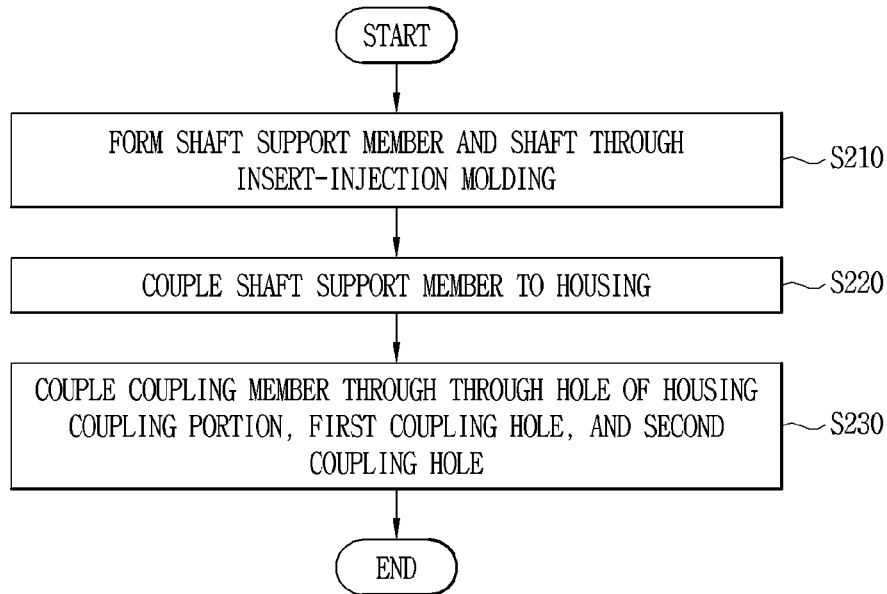 START
FORM SHAFT SUPPORT MEMBER AND SHAFT THROUGH
INSERT-INJECTION MOLDING
S210
COUPLE SHAFT SUPPORT MEMBER TO HOUSING
S220
COUPLE COUPLING MEMBER THROUGH THROUGH HOLE OF HOUSING
COUPLING PORTION, FIRST COUPLING HOLE, AND SECOND
COUPLING HOLE
S230
END